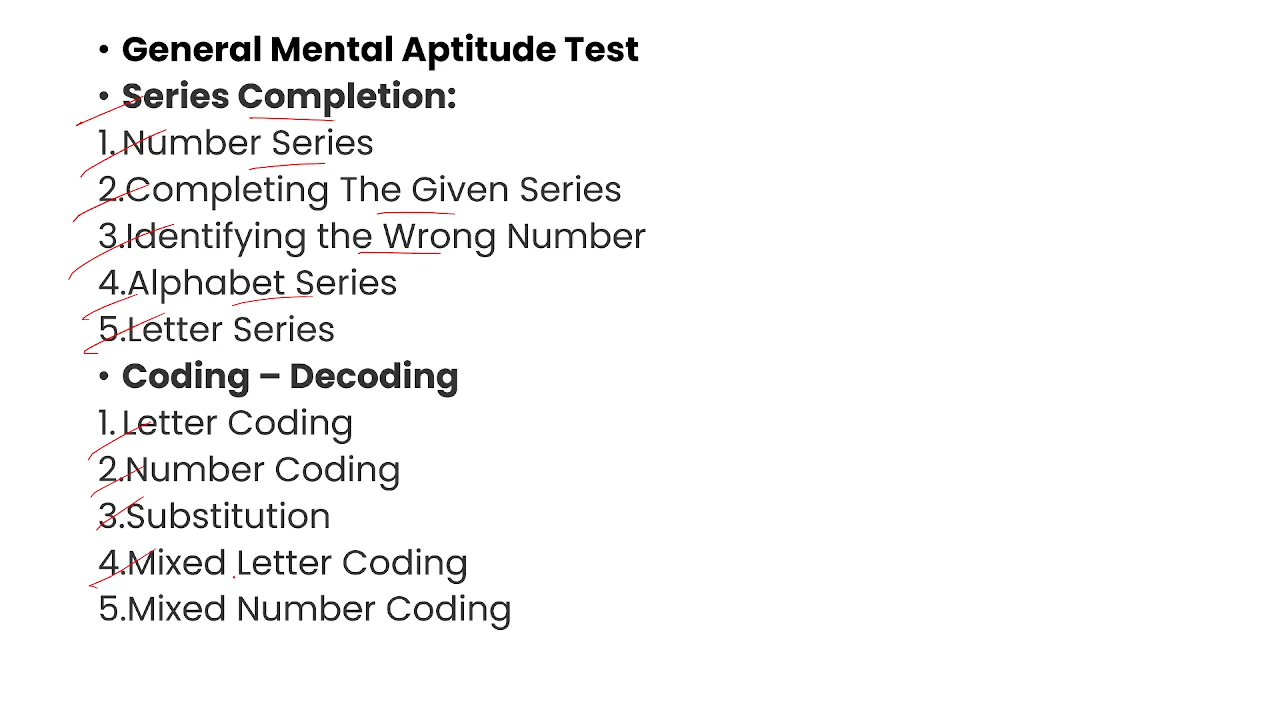 • General Mental Aptitude Test
• Series Completion:
1. Number Series
2.Completing The Given Series
3.Identifying the Wrong Number
4.Alphabet Series
5.Letter Series
• Coding – Decoding
1. Letter Coding
2.Number Coding
3.Substitution
4.Mixed Letter Coding
5.Mixed Number Coding